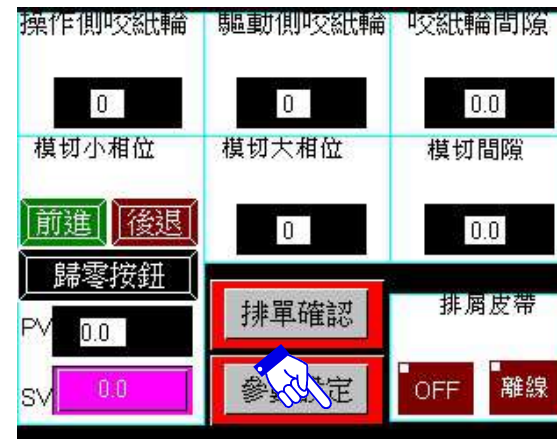 操作側咬紙輪
驅動側咬紙輪
咬紙輪間隙
0
0
0.0
模切小相位
模切大相位
模切間隙
前進
後退
0
0.0
歸零按鈕
排單確認
排屑皮帶
PV
0.0
SV
0.0
參 定
OFF
離線